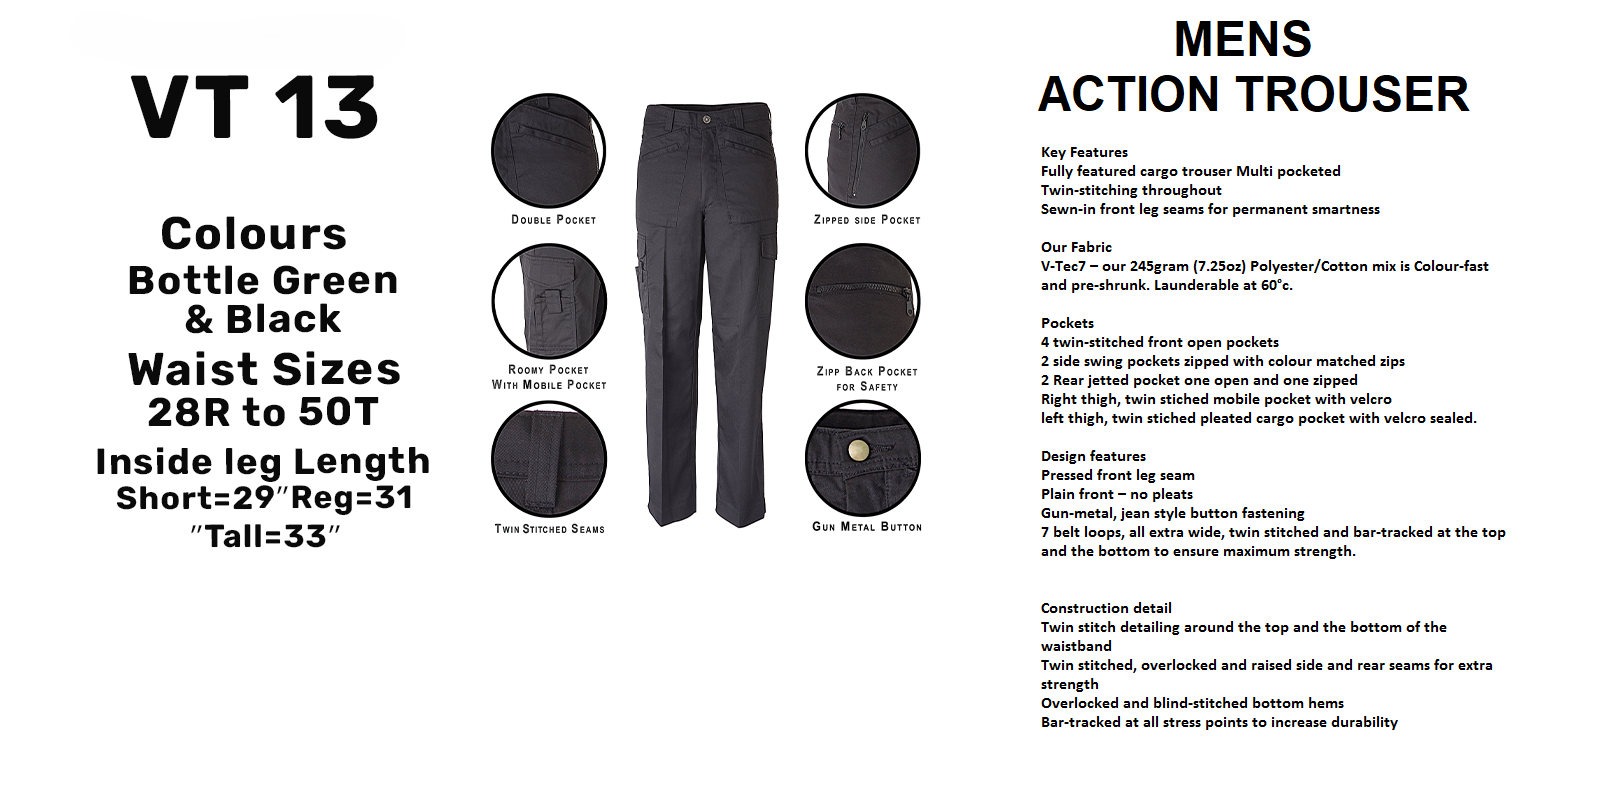 VT 13
Colours
Bottle Green
& Black
Waist Sizes
28R to 50T
Inside leg Length
Short=29″Reg=31
″Tall=33″
DOUBLE POCKET
ROOMY POCKET
WITH MOBILE POCKET
TWIN STITCHED SEAMS
ZIPPED SIDE POCKET
ZIPP BACK POCKET
FOR SAFETY
GUN METAL BUTTON
MENS
ACTION TROUSER
Key Features
Fully featured cargo trouser Multi pocketed
Twin-stitching throughout
Sewn-in front leg seams for permanent smartness
Our Fabric
V-Tec7 – our 245gram (7.25oz) Polyester/Cotton mix is Colour-fast
and pre-shrunk. Launderable at 60°c.
Pockets
4 twin-stitched front open pockets
2 side swing pockets zipped with colour matched zips
2 Rear jetted pocket one open and one zipped
Right thigh, twin stiched mobile pocket with velcro
left thigh, twin stiched pleated cargo pocket with velcro sealed.
Design features
Pressed front leg seam
Plain front – no pleats
Gun-metal, jean style button fastening
7 belt loops, all extra wide, twin stitched and bar-tracked at the top
and the bottom to ensure maximum strength.
Construction detail
Twin stitch detailing around the top and the bottom of the
waistband
Twin stitched, overlocked and raised side and rear seams for extra
strength
Overlocked and blind-stitched bottom hems
Bar-tracked at all stress points to increase durability